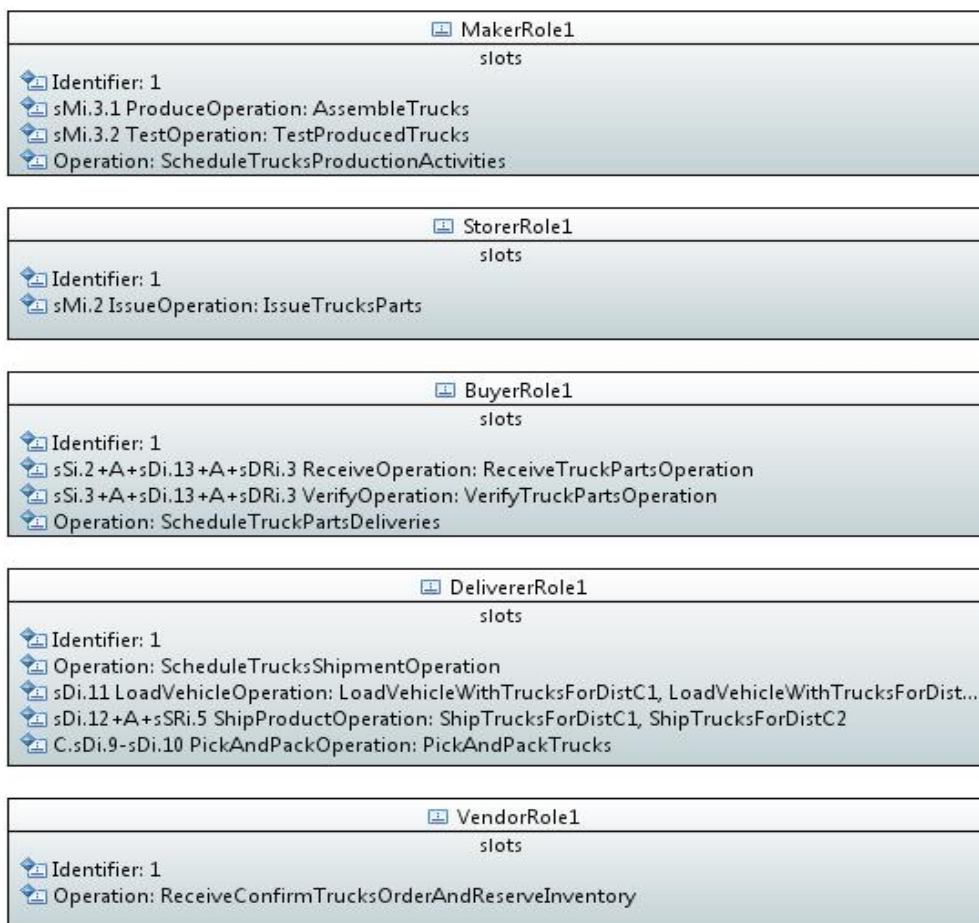 MakerRole1
slots
Identifier: 1
sMi.3.1 ProduceOperation: AssembleTrucks
sMi.3.2 TestOperation: TestProducedTrucks
Operation: ScheduleTrucksProductionActivities
StorerRole1
slots
Identifier: 1
sMi.2 IssueOperation: IssueTrucksParts
BuyerRole1
slots
Identifier: 1
sSi.2+A+sDi.13+A+sDRi.3 ReceiveOperation: ReceiveTruckPartsOperation
sSi.3+A+sDi.13+A+sDRi.3 VerifyOperation: VerifyTruckPartsOperation
Operation: ScheduleTruckPartsDeliveries
DelivererRole1
slots
Identifier: 1
Operation: ScheduleTrucksShipmentOperation
sDi.11 LoadVehicleOperation: LoadVehicleWithTrucksForDistC1, LoadVehicleWithTrucksForDist...
sDi.12+A+sSRi.5 ShipProductOperation: ShipTrucksForDistC1, ShipTrucksForDistC2
C.sDi.9-sDi.10 PickAndPackOperation: PickAndPackTrucks
VendorRole1
slots
Identifier: 1
Operation: ReceiveConfirmTrucksOrderAndReserveInventory